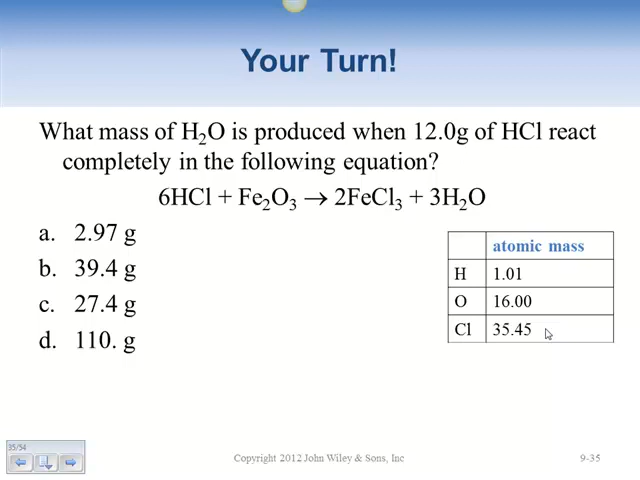 Your Turn!
What mass of H₂O is produced when 12.0g of HCl react
completely in the following equation?
6HCl + Fe₂O₃ → 2FeCl₃ + 3H₂O
a. 2.97 g
b. 39.4 g
c. 27.4 g
d. 110. g
atomic mass
H 1.01
O 16.00
Cl 35.45
35/54
Copyright 2012 John Wiley & Sons, Inc
9-35